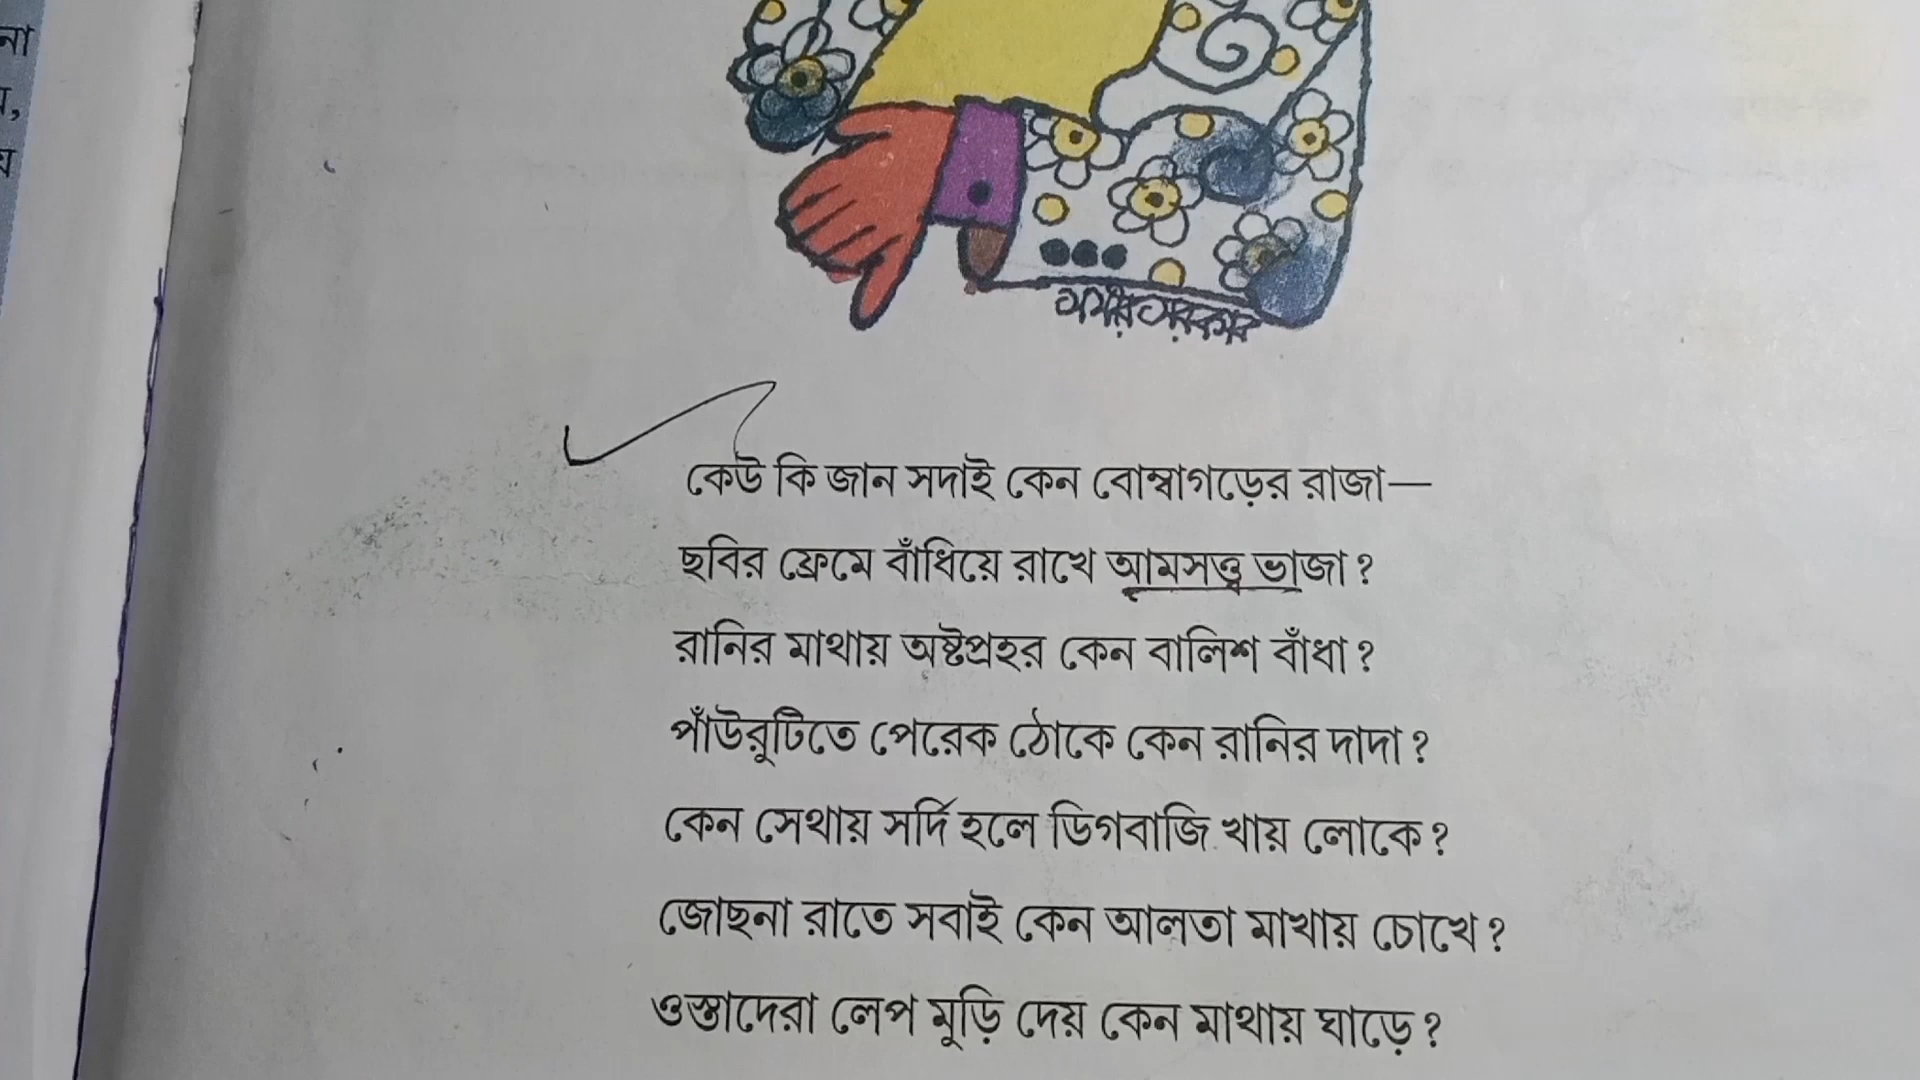 না
কেউ কি জান সদাই কেন বোম্বাগড়ের রাজা—
ছবির ফ্রেমে বাঁধিয়ে রাখে আমসত্ত্ব ভাজা?
রানির মাথায় অষ্টপ্রহর কেন বালিশ বাঁধা?
পাঁউরুটিতে পেরেক ঠোকে কেন রানির দাদা?
কেন সেথায় সর্দি হলে ডিগবাজি খায় লোকে?
জোছনা রাতে সবাই কেন আলতা মাখায় চোখে?
ওস্তাদেরা লেপ মুড়ি দেয় কেন মাথায় ঘাড়ে?